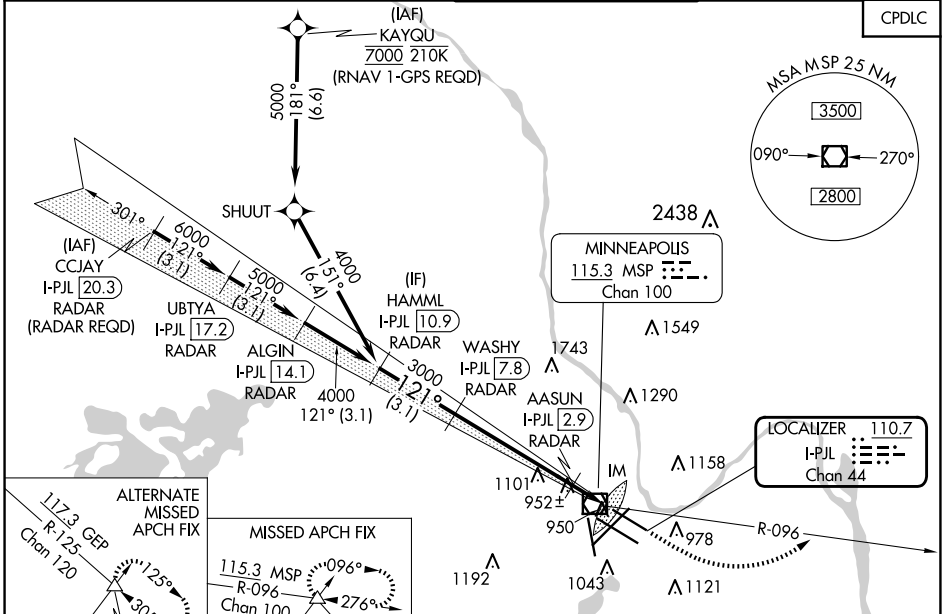 CPDLC
(IAF)
KAYQU
7000 210K
(RNAV 1-GPS REQD)
5000
181°
(6.6)
MSA MSP 25 NM
3500
090°
270°
2800
SHUUT
4000
151°
(6.4)
301°
(IAF)
CCJAY
I-PJL 20.3
RADAR
(RADAR REQD)
6000
121°
(3.1)
UBTYA
I-PJL 17.2
RADAR
5000
121°
(3.1)
ALGIN
I-PJL 14.1
RADAR
4000
121° (3.1)
(IF)
HAMML
I-PJL 10.9
RADAR
3000
121°
(3.1)
WASHY
I-PJL 7.8
RADAR
AASUN
I-PJL 2.9
RADAR
2438
MINNEAPOLIS
115.3 MSP
Chan 100
1549
1743
1290
1158
LOCALIZER 110.7
I-PJL
Chan 44
IM
1101
952±
950
978
R-096
1192
1043
1121
ALTERNATE
MISSED
APCH FIX
117.3 GEP
R-125
Chan 120
125°
MISSED APCH FIX
115.3 MSP
R-096
Chan 100
096°
276°